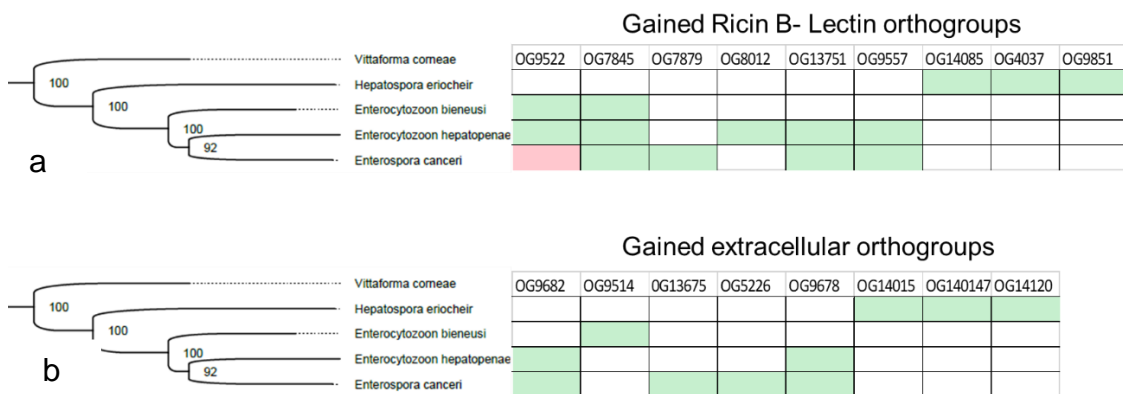 Gained Ricin B- Lectin orthogroups
OG9522 OG7845 OG7879 OG8012 OG13751 OG9557 OG14085 OG4037 OG9851
Vittaforma corneae
100
Hepatospora eriocheir
100
Enterocytozoon bieneusi
100
Enterocytozoon hepatopenae
92
Enterospora canceri
a
Gained extracellular orthogroups
OG9682 OG9514 0G13675 OG5226 OG9678 OG14015 OG140147 OG14120
Vittaforma corneae
100
Hepatospora eriocheir
100
Enterocytozoon bieneusi
100
Enterocytozoon hepatopenae
92
Enterospora canceri
b